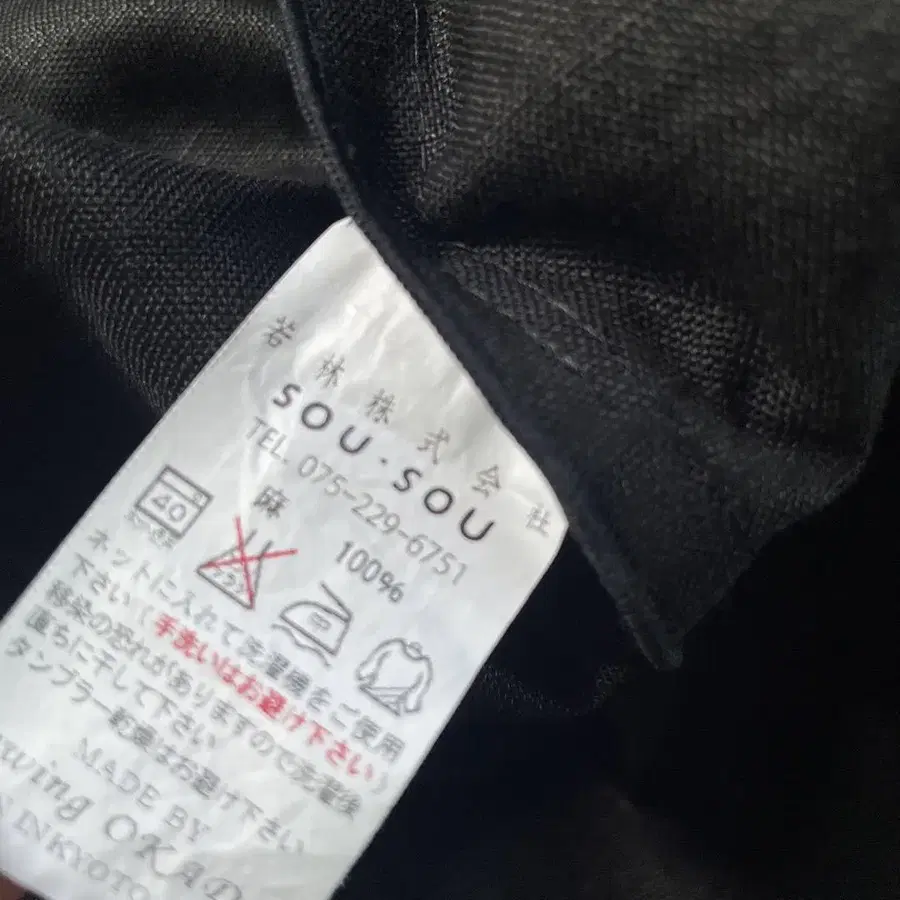 若林株式会社
SOU・SOU
TEL. 075-229-6751
麻 100%
40
ネットに入れて洗濯機をご使用
下さい(手洗いはお避け下さい)
移染の恐れがありますので洗濯後
直ちに干して下さい
タンブラー乾燥はお避け下さい
MADE BY
wing OKAD
IN KYOTO